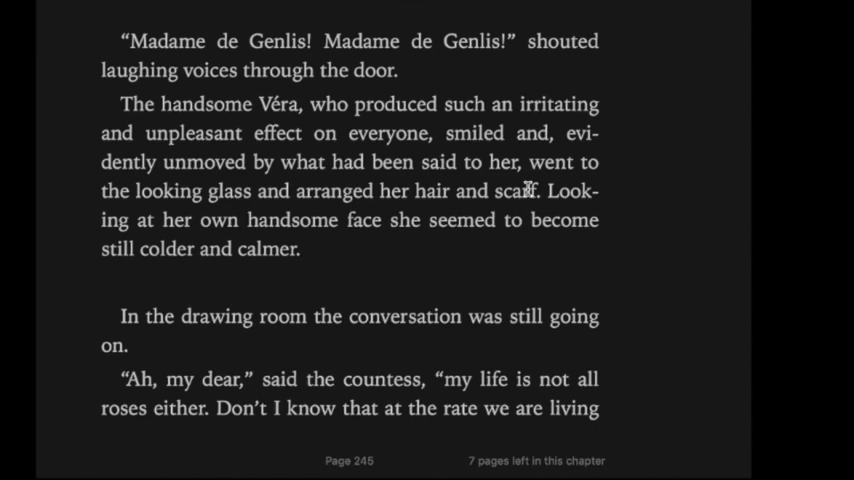 “Madame de Genlis! Madame de Genlis!” shouted
laughing voices through the door.
The handsome Véra, who produced such an irritating
and unpleasant effect on everyone, smiled and, evi-
dently unmoved by what had been said to her, went to
the looking glass and arranged her hair and scarf. Look-
ing at her own handsome face she seemed to become
still colder and calmer.
In the drawing room the conversation was still going
on.
“Ah, my dear,” said the countess, “my life is not all
roses either. Don’t I know that at the rate we are living
Page 245
7 pages left in this chapter